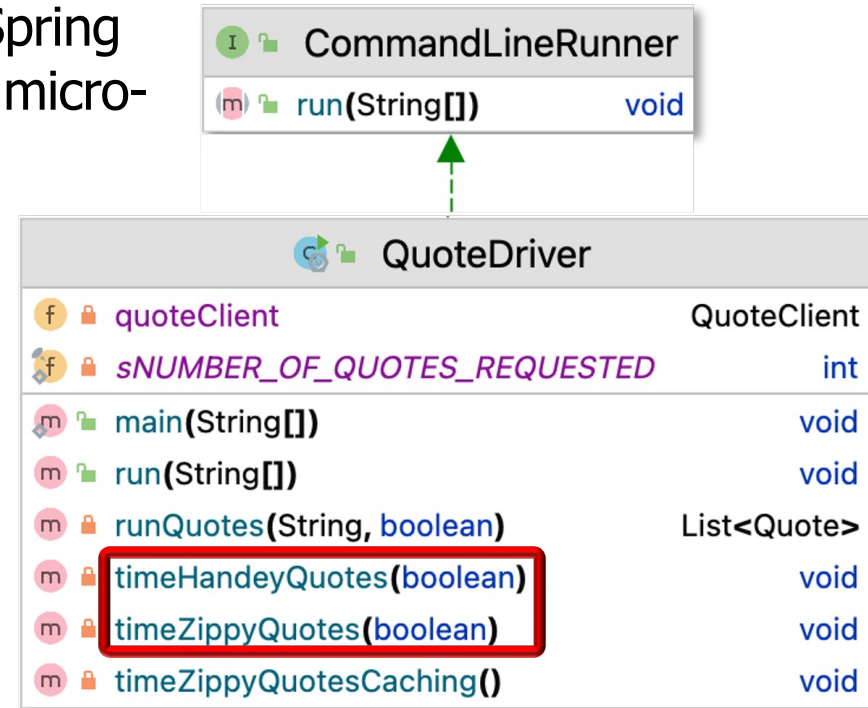 Spring
micro-
I CommandLineRunner
m run(String[]) void
C QuoteDriver
f quoteClient QuoteClient
f sNUMBER_OF_QUOTES_REQUESTED int
m main(String[]) void
m run(String[]) void
m runQuotes(String, boolean) List<Quote>
m timeHandeyQuotes(boolean) void
m timeZippyQuotes(boolean) void
m timeZippyQuotesCaching() void